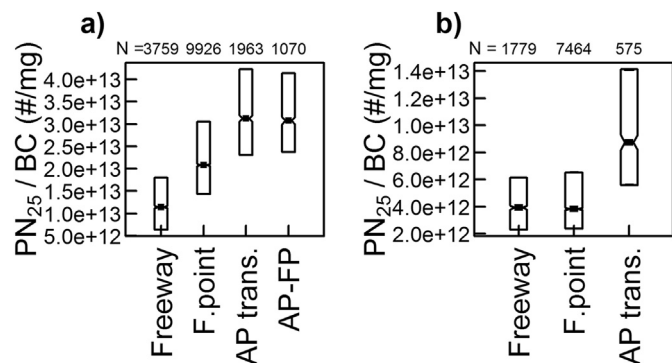 a)
N =3759 9926 1963 1070
PN25 / BC (#/mg)
4.0e+13
3.5e+13
3.0e+13
2.5e+13
2.0e+13
1.5e+13
1.0e+13
5.0e+12
Freeway
F.point
AP trans.
AP-FP
b)
N = 1779 7464 575
PN25 / BC (#/mg)
1.4e+13
1.2e+13
1.0e+13
8.0e+12
6.0e+12
4.0e+12
2.0e+12
Freeway
F.point
AP trans.